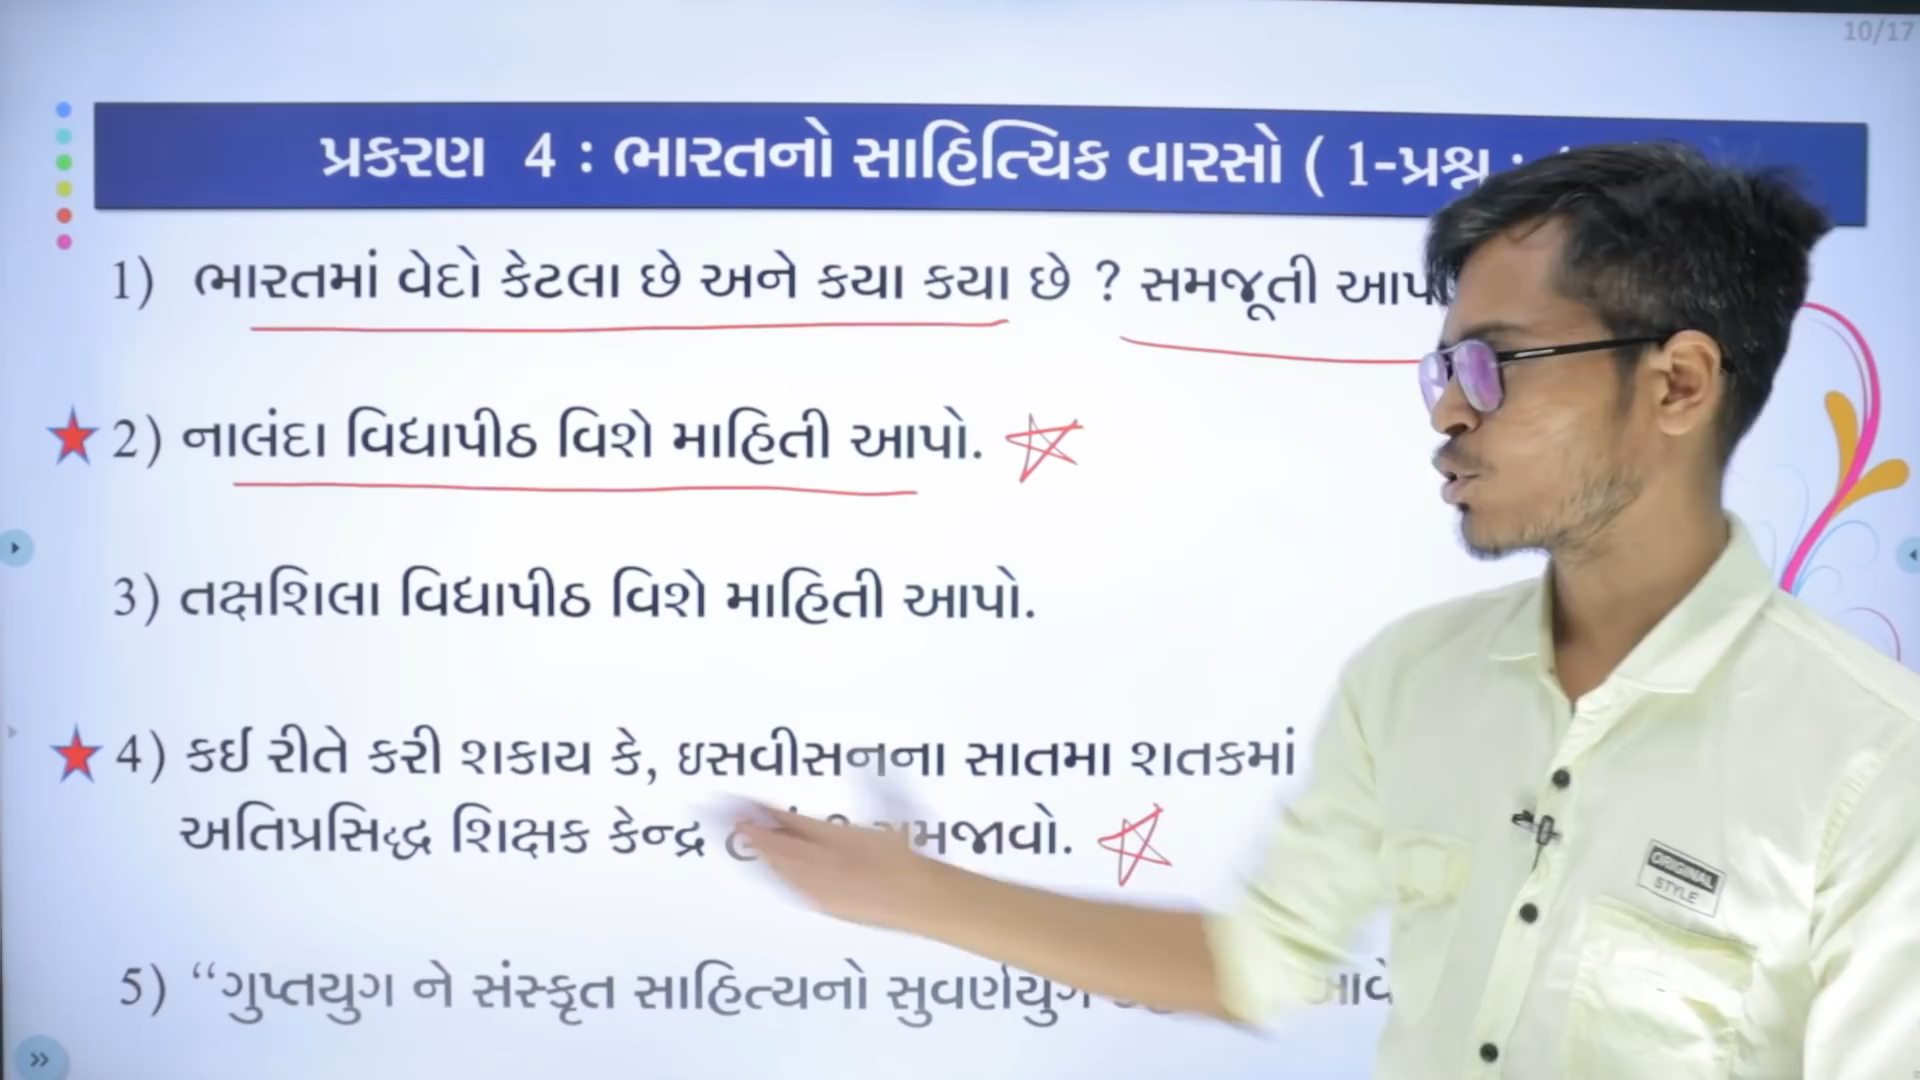 10/17
પ્રકરણ 4 : ભારતનો સાહિત્યિક વારસો ( 1-પ્રશ્ન :
1) ભારતમાં વેદો કેટલા છે અને કયા કયા છે ? સમજૂતી આપ
2) નાલંદા વિદ્યાપીઠ વિશે માહિતી આપો.
3) તક્ષશિલા વિદ્યાપીઠ વિશે માહિતી આપો.
4) કઈ રીતે કરી શકાય કે, ઇસવીસનના સાતમા શતકમાં
અતિપ્રસિદ્ધ શિક્ષક કેન્દ્ર સમજાવો.
5) “ગુપ્તયુગ ને સંસ્કૃત સાહિત્યનો સુવર્ણયુગ
ORIGINAL
STYLE